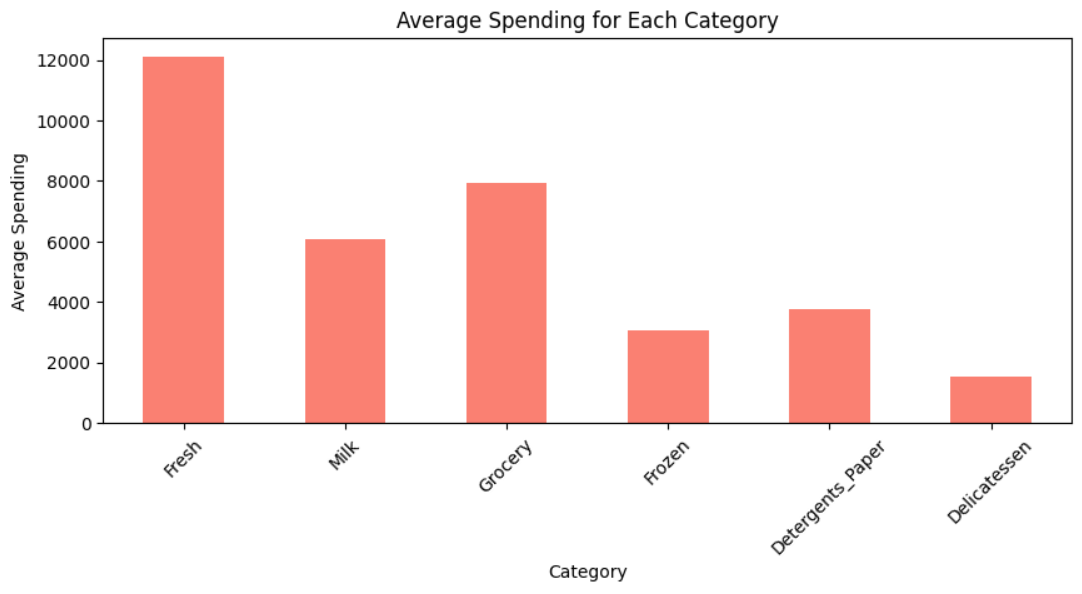 Average Spending for Each Category
Average Spending
12000
10000
8000
6000
4000
2000
0
Fresh
Milk
Grocery
Frozen
Detergents_Paper
Delicatessen
Category